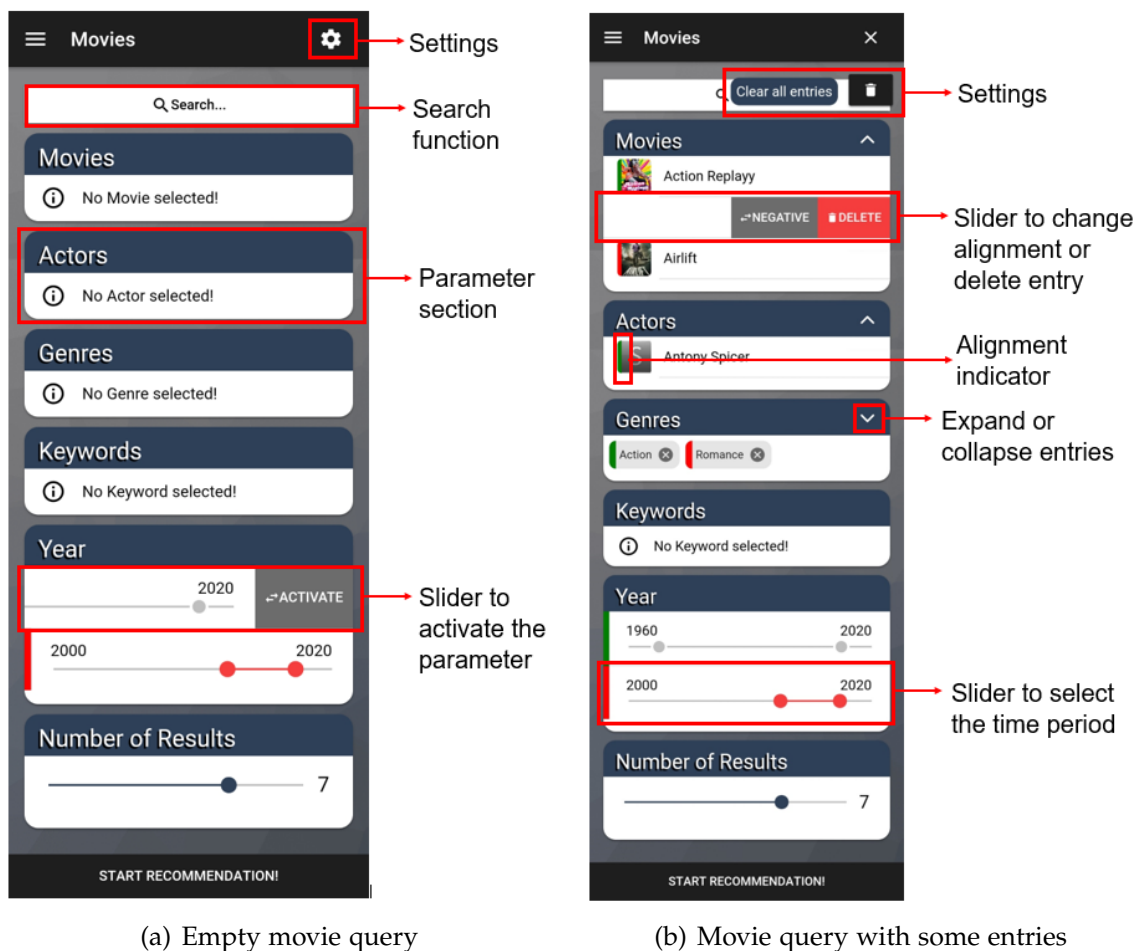 Movies
Settings
Search...
Search
function
Movies
No Movie selected!
Actors
No Actor selected!
Parameter
section
Genres
No Genre selected!
Keywords
No Keyword selected!
Year
2020
ACTIVATE
Slider to
activate the
parameter
2000 2020
Number of Results
7
START RECOMMENDATION!
(a) Empty movie query
Movies
Clear all entries
Settings
Movies
Action Replayy
NEGATIVE DELETE
Slider to change
alignment or
delete entry
Airlift
Actors
S Antony Spicer
Alignment
indicator
Genres
Expand or
collapse entries
Action Romance
Keywords
No Keyword selected!
Year
1960 2020
2000 2020
Slider to select
the time period
Number of Results
7
START RECOMMENDATION!
(b) Movie query with some entries